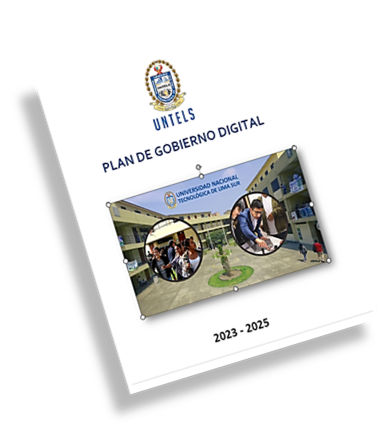 UNTELS
PLAN DE GOBIERNO DIGITAL
UNIVERSIDAD NACIONAL
TECNOLÓGICA DE LIMA SUR
2023 - 2025